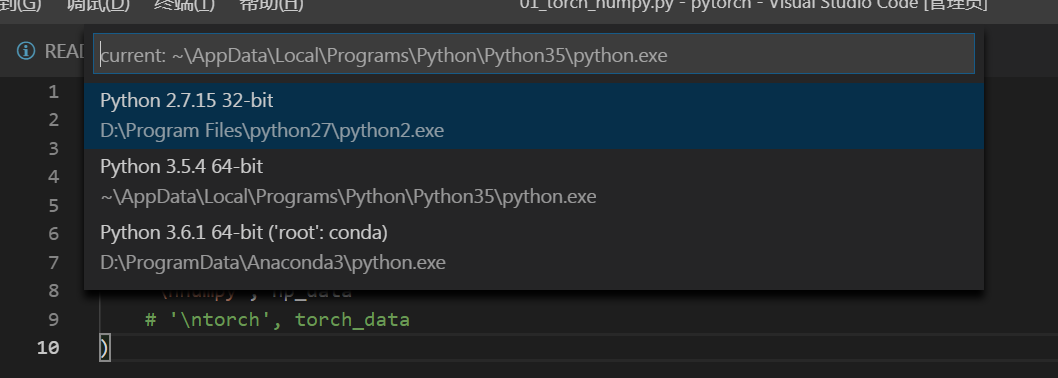 到(G) 调试(D) 终端(T) 帮助(H) 01_torch_numpy.py - pytorch - Visual Studio Code [管理员]
READ
current: ~\AppData\Local\Programs\Python\Python35\python.exe
1
Python 2.7.15 32-bit
2
D:\Program Files\python27\python2.exe
3
Python 3.5.4 64-bit
4
~\AppData\Local\Programs\Python\Python35\python.exe
5
6
Python 3.6.1 64-bit ('root': conda)
7
D:\ProgramData\Anaconda3\python.exe
8 '\nnumpy', np_data
9 # '\ntorch', torch_data
10 )